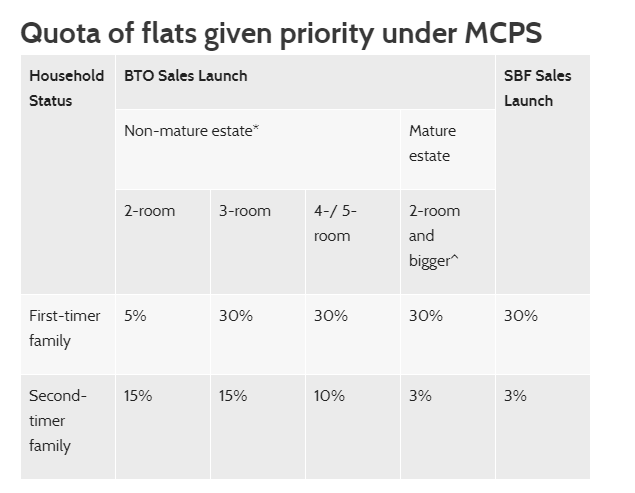 Quota of flats given priority under MCPS
Household BTO Sales Launch SBF Sales
Status Launch
Non-mature estate* Mature
estate
2-room 3-room 4-/ 5- 2-room
room and
bigger^
First-timer 5% 30% 30% 30% 30%
family
Second- 15% 15% 10% 3% 3%
timer
family